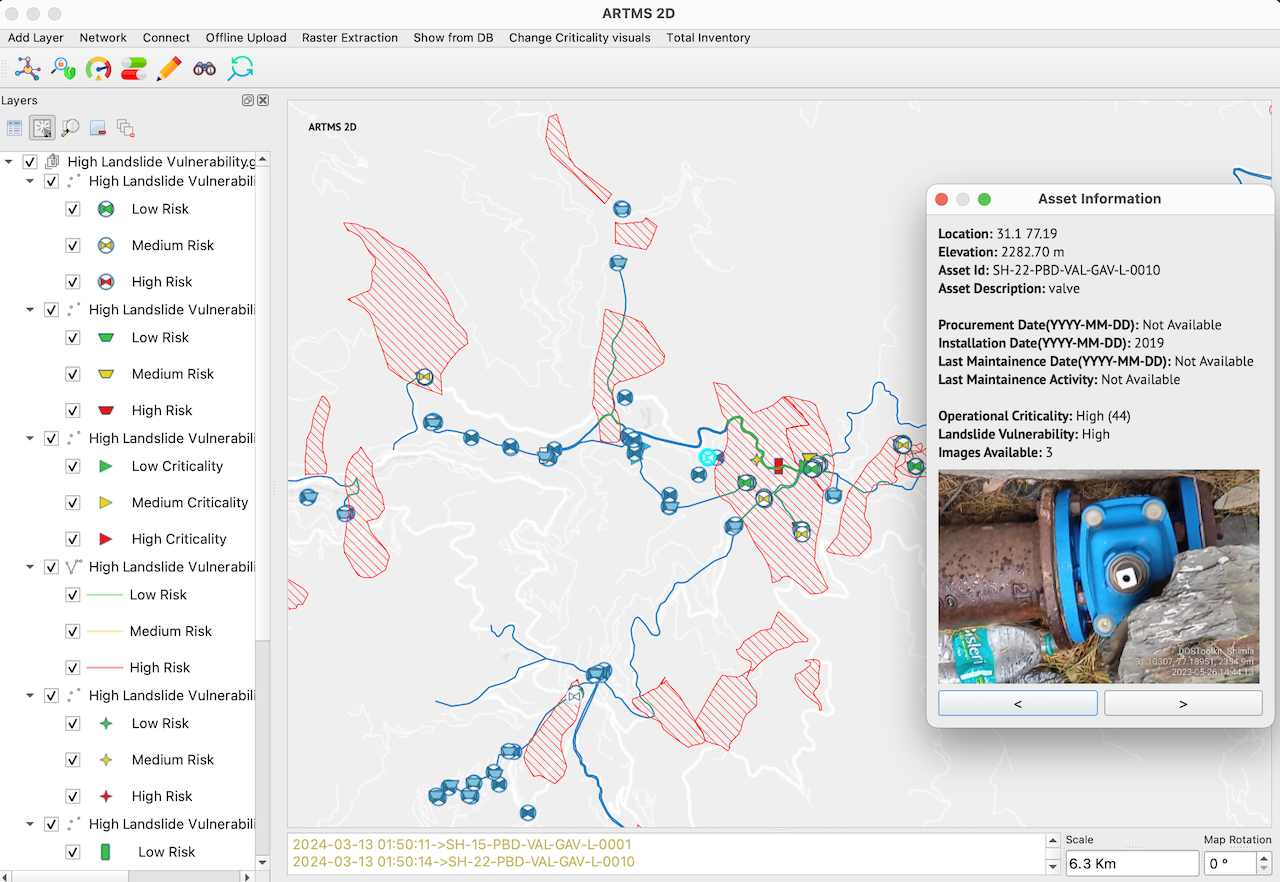 ARTMS 2D
Add Layer Network Connect Offline Upload Raster Extraction Show from DB Change Criticality visuals Total Inventory
Layers
High Landslide Vulnerability.g
High Landslide Vulnerabili
Low Risk
Medium Risk
High Risk
High Landslide Vulnerabili
Low Risk
Medium Risk
High Risk
High Landslide Vulnerabili
Low Criticality
Medium Criticality
High Criticality
High Landslide Vulnerabili
Low Risk
Medium Risk
High Risk
High Landslide Vulnerabili
Low Risk
Medium Risk
High Risk
High Landslide Vulnerabili
Low Risk
ARTMS 2D
Asset Information
Location: 31.1 77.19
Elevation: 2282.70 m
Asset Id: SH-22-PBD-VAL-GAV-L-0010
Asset Description: valve
Procurement Date(YYYY-MM-DD): Not Available
Installation Date(YYYY-MM-DD): 2019
Last Maintainence Date(YYYY-MM-DD): Not Available
Last Maintainence Activity: Not Available
Operational Criticality: High (44)
Landslide Vulnerability: High
Images Available: 3
DDSToolkit Shimla
31.10307, 77.18951, 2354.9m
2023-05-26 14:44:13
< >
2024-03-13 01:50:11->SH-15-PBD-VAL-GAV-L-0001
2024-03-13 01:50:14->SH-22-PBD-VAL-GAV-L-0010
Scale
6.3 Km
Map Rotation
0 °